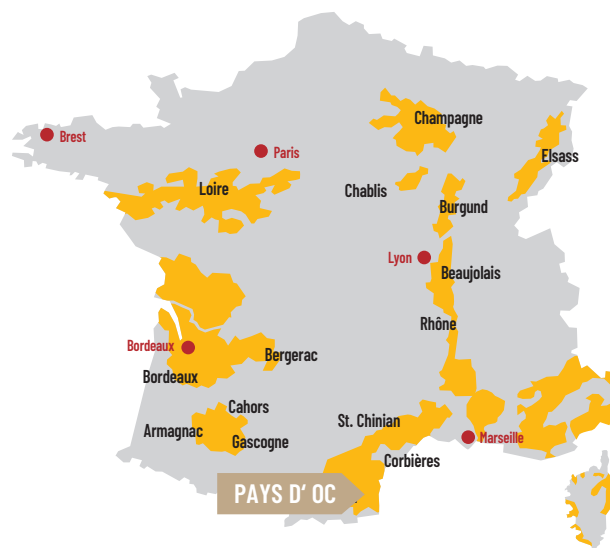 Champagne
Brest
Paris
Elsass
Loire
Chablis
Burgund
Lyon
Beaujolais
Rhône
Bordeaux
Bergerac
Bordeaux
Cahors
St. Chinian
Armagnac
Gascogne
Marseille
Corbières
PAYS D‘ OC